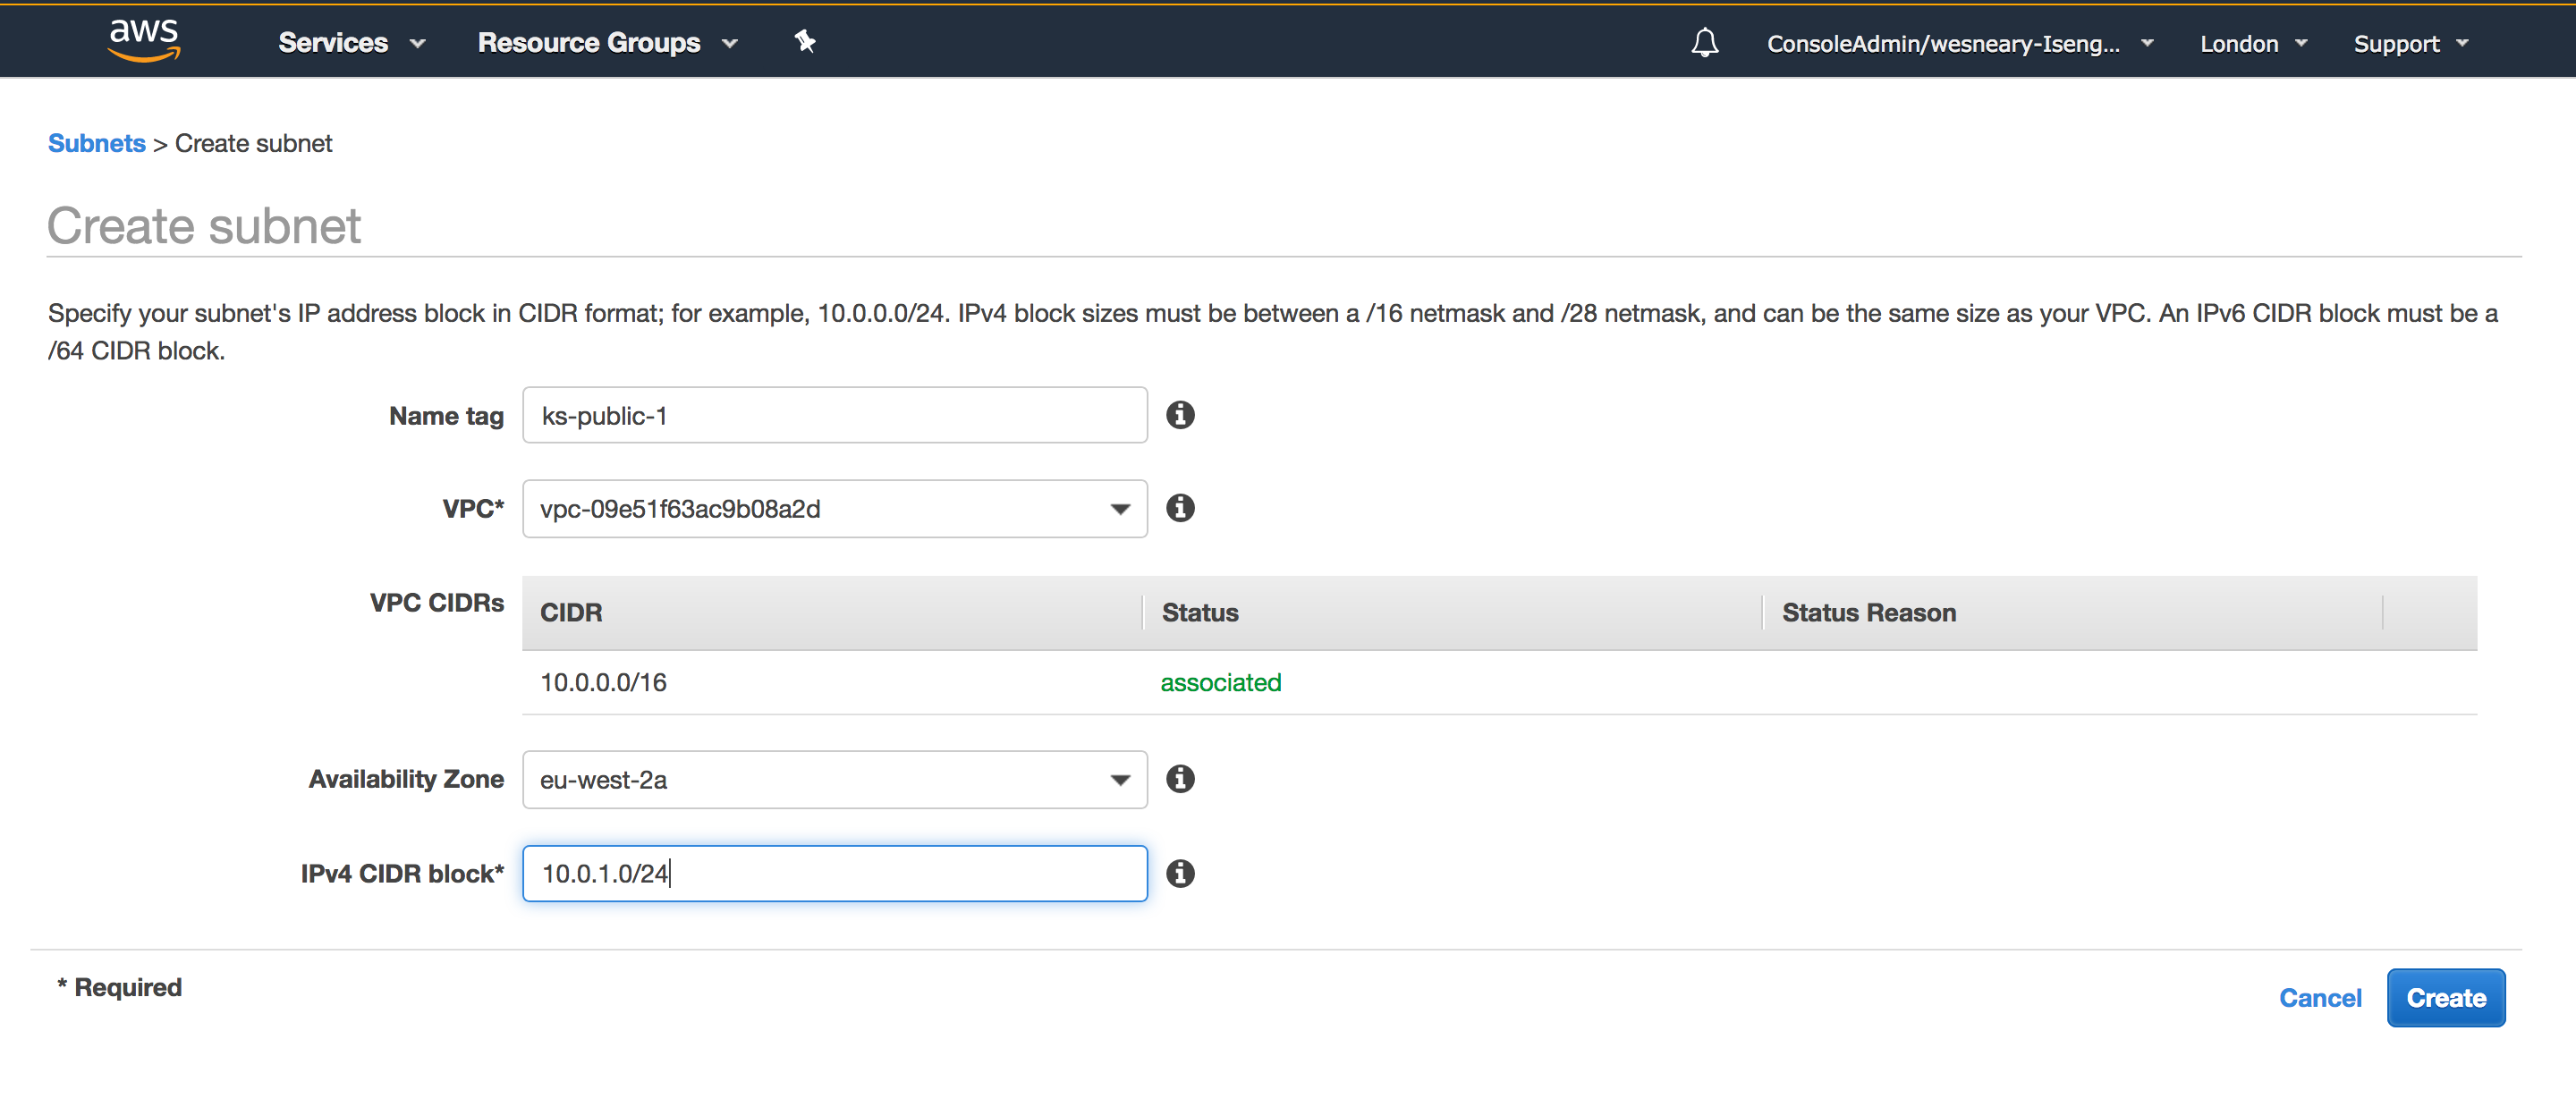 aws Services Resource Groups ConsoleAdmin/wesneary-Iseng... London Support
Subnets > Create subnet
Create subnet
Specify your subnet's IP address block in CIDR format; for example, 10.0.0.0/24. IPv4 block sizes must be between a /16 netmask and /28 netmask, and can be the same size as your VPC. An IPv6 CIDR block must be a
/64 CIDR block.
Name tag ks-public-1
VPC* vpc-09e51f63ac9b08a2d
VPC CIDRs CIDR Status Status Reason
10.0.0.0/16 associated
Availability Zone eu-west-2a
IPv4 CIDR block* 10.0.1.0/24
* Required Cancel Create